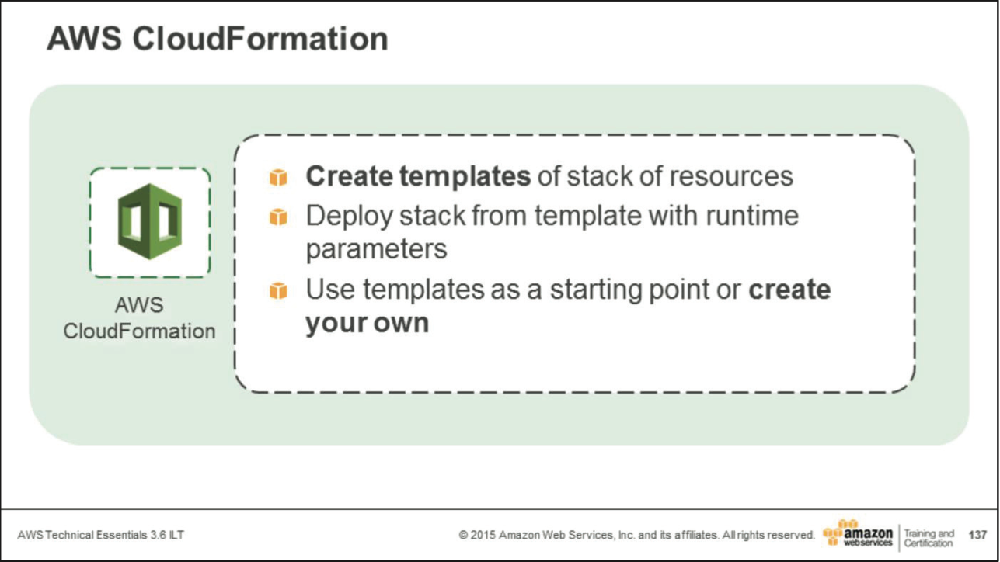 AWS CloudFormation
Create templates of stack of resources
Deploy stack from template with runtime
parameters
Use templates as a starting point or create
your own
AWS
CloudFormation
AWS Technical Essentials 3.6 ILT
© 2015 Amazon Web Services, Inc. and its affiliates. All rights reserved.
amazon
webservices
Training and
Certification
137